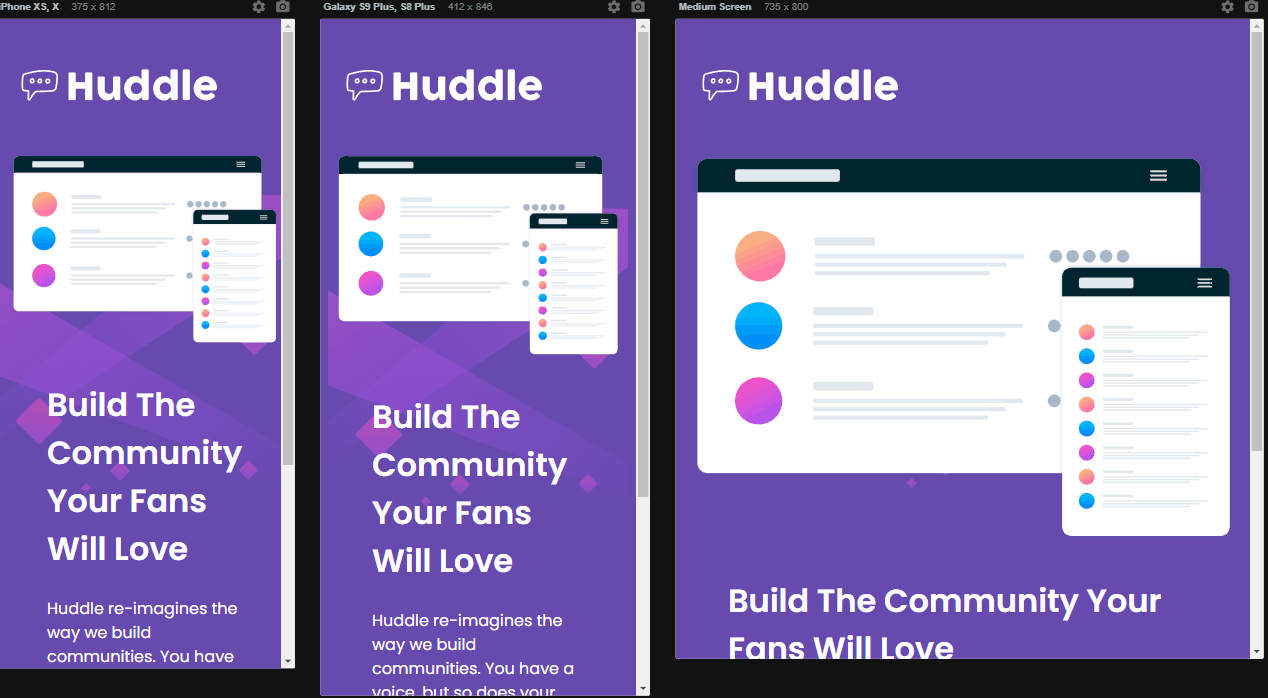 iPhone XS, X 375 x 812
Huddle
Build The
Community
Your Fans
Will Love
Huddle re-imagines the
way we build
communities. You have
Galaxy S9 Plus, S8 Plus 412 x 846
Huddle
Build The
Community
Your Fans
Will Love
Huddle re-imagines the
way we build
communities. You have a
voice, but so does your
Medium Screen 735 x 800
Huddle
Build The Community Your
Fans Will Love